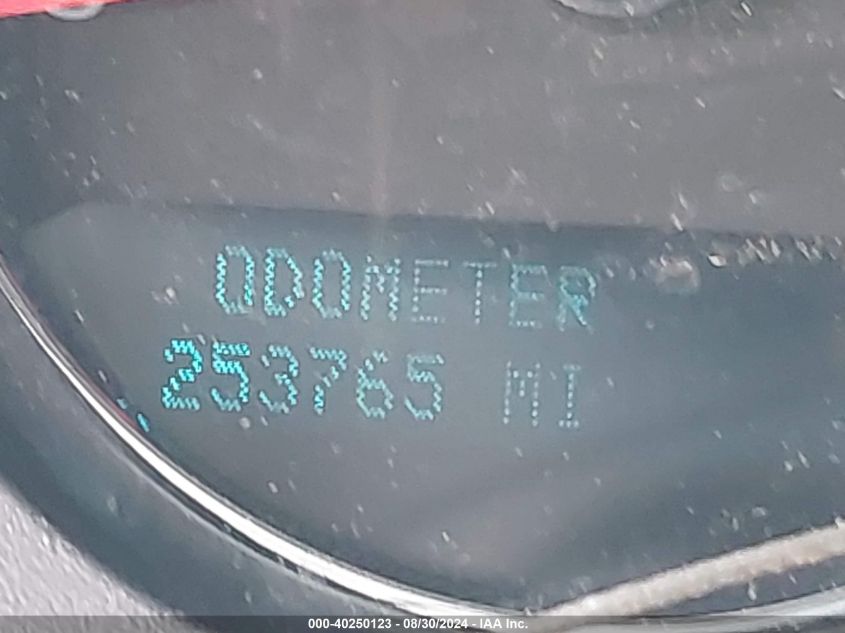 ODOMETER
253765 MI
000-40250123 - 08/30/2024 - IAA Inc.